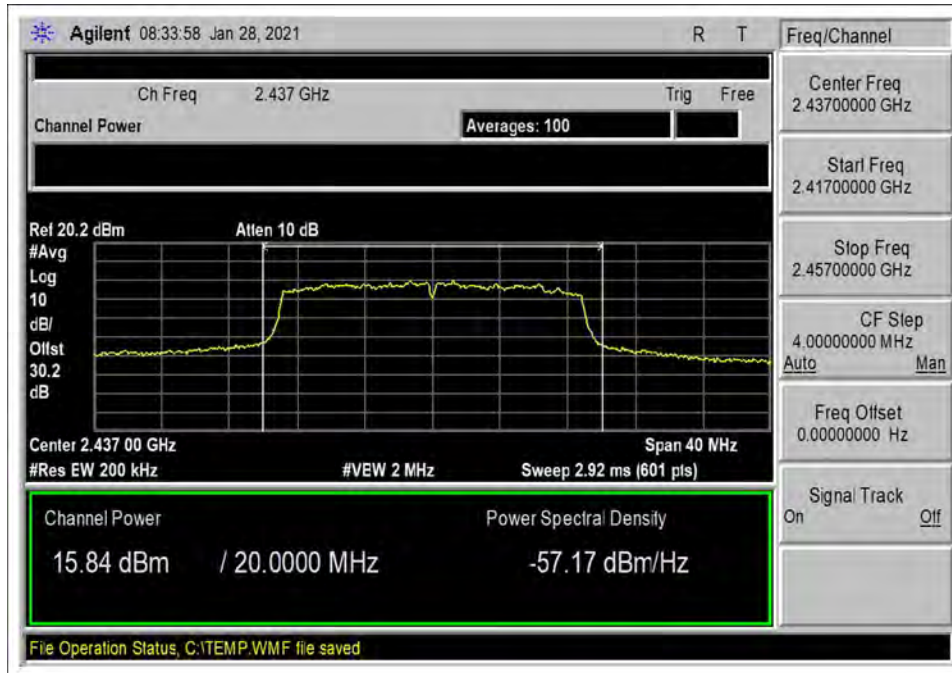 Agilent 08:33:58 Jan 28, 2021 R T
Freq/Channel
Ch Freq 2.437 GHz Trig Free
Channel Power Averages: 100
Ref 20.2 dBm Atten 10 dB
#Avg
Log
10
dB/
Offst
30.2
dB
Center 2.437 00 GHz Span 40 MHz
#Res BW 200 kHz #VBW 2 MHz Sweep 2.92 ms (601 pts)
Channel Power Power Spectral Density
15.84 dBm / 20.0000 MHz -57.17 dBm/Hz
File Operation Status, C:\TEMP.WMF file saved
Center Freq
2.43700000 GHz
Start Freq
2.41700000 GHz
Stop Freq
2.45700000 GHz
CF Step
4.00000000 MHz
Auto Man
Freq Offset
0.00000000 Hz
Signal Track
On Off